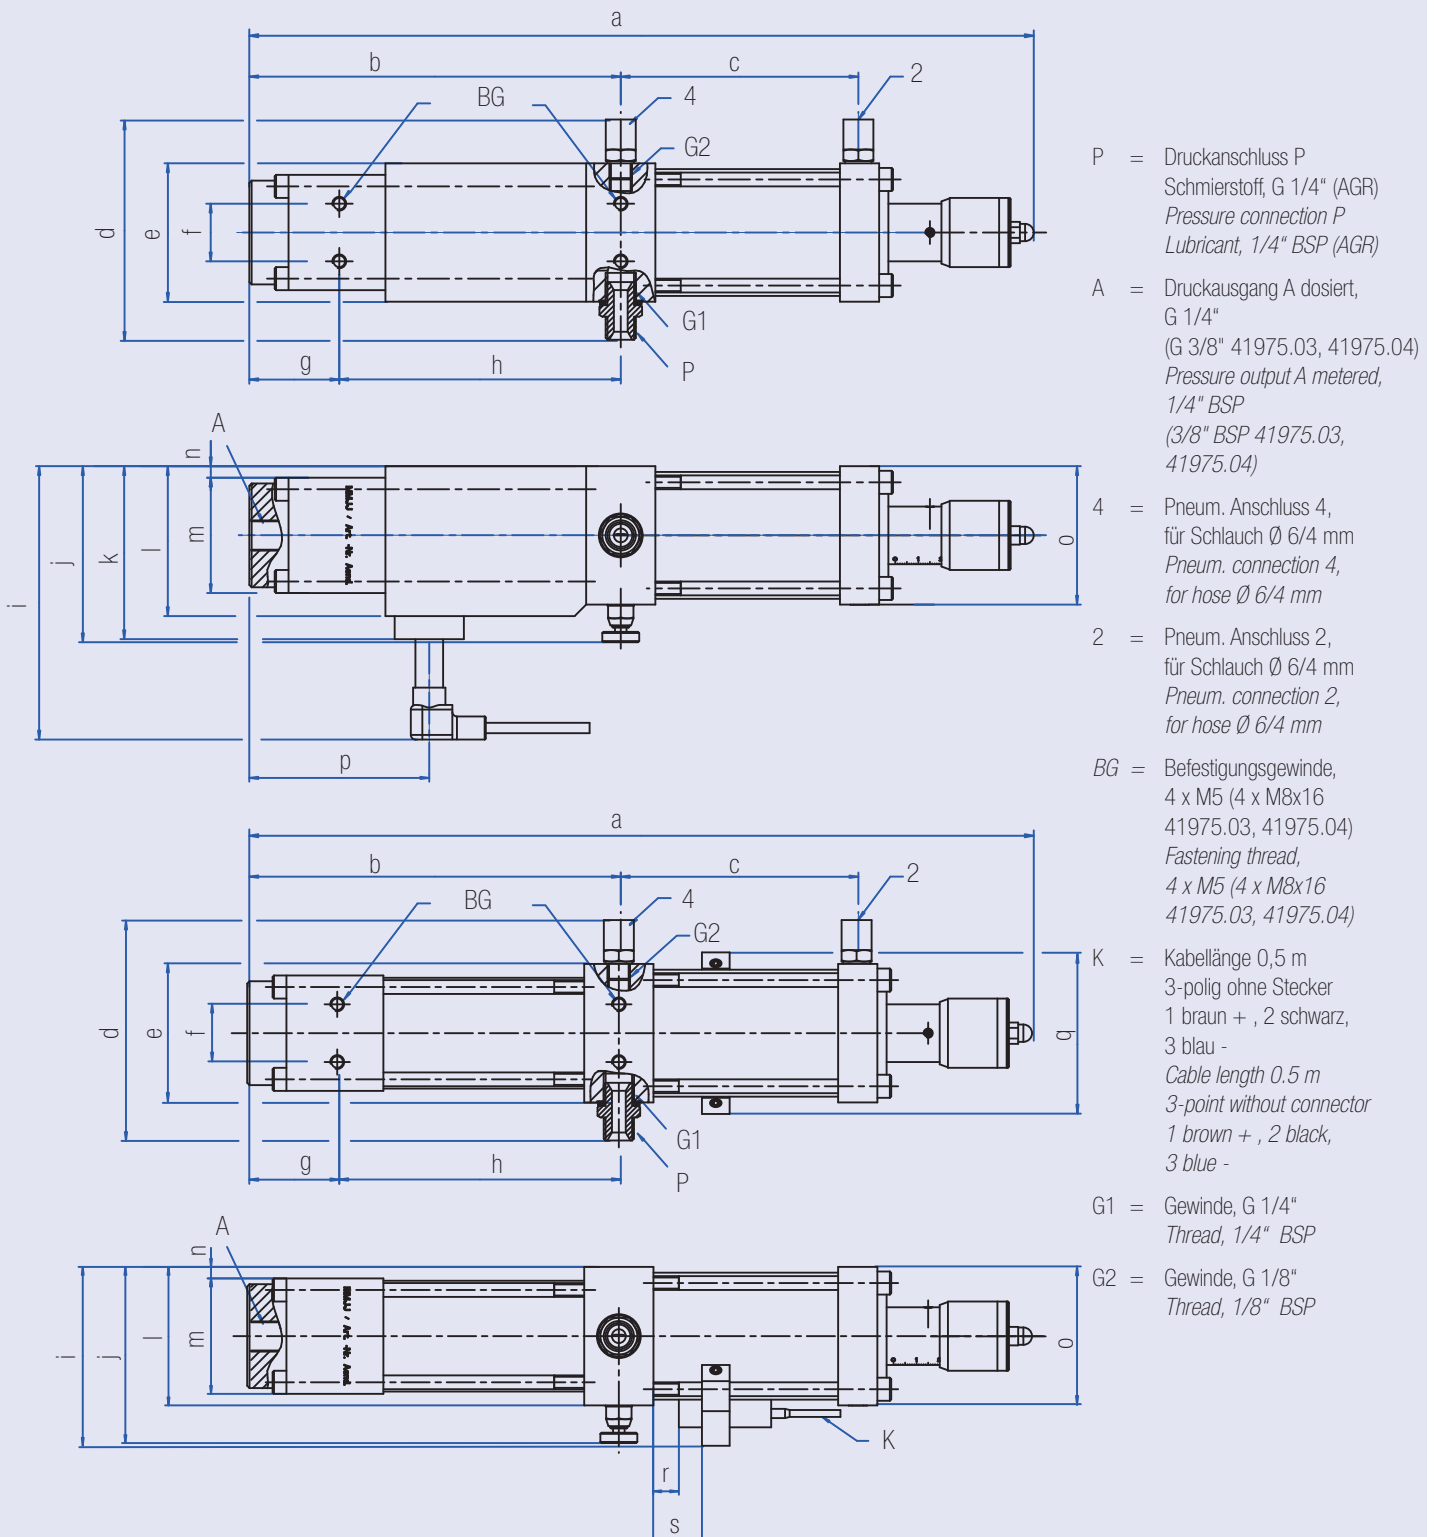 a
b
c
2
BG
4
G2
d
e
f
G1
g
h
P
A
n
m
l
k
j
i
o
p
a
b
c
2
BG
4
G2
d
e
f
q
G1
g
h
P
A
n
m
l
j
i
o
K
r
s
P = Druckanschluss P
Schmierstoff, G 1/4“ (AGR)
Pressure connection P
Lubricant, 1/4“ BSP (AGR)
A = Druckausgang A dosiert,
G 1/4“
(G 3/8" 41975.03, 41975.04)
Pressure output A metered,
1/4" BSP
(3/8" BSP 41975.03,
41975.04)
4 = Pneum. Anschluss 4,
für Schlauch Ø 6/4 mm
Pneum. connection 4,
for hose Ø 6/4 mm
2 = Pneum. Anschluss 2,
für Schlauch Ø 6/4 mm
Pneum. connection 2,
for hose Ø 6/4 mm
BG = Befestigungsgewinde,
4 x M5 (4 x M8x16
41975.03, 41975.04)
Fastening thread,
4 x M5 (4 x M8x16
41975.03, 41975.04)
K = Kabellänge 0,5 m
3-polig ohne Stecker
1 braun + , 2 schwarz,
3 blau -
Cable length 0.5 m
3-point without connector
1 brown + , 2 black,
3 blue -
G1 = Gewinde, G 1/4“
Thread, 1/4“ BSP
G2 = Gewinde, G 1/8“
Thread, 1/8“ BSP